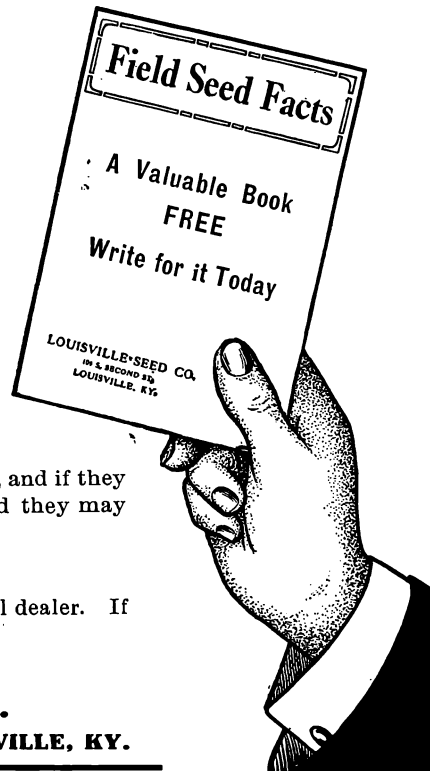 Field Seed Facts
A Valuable Book
FREE
Write for it Today
LOUISVILLE SEED CO.
LOUISVILLE, KY.
, and if they
they may
dealer. If
VILLE, KY.